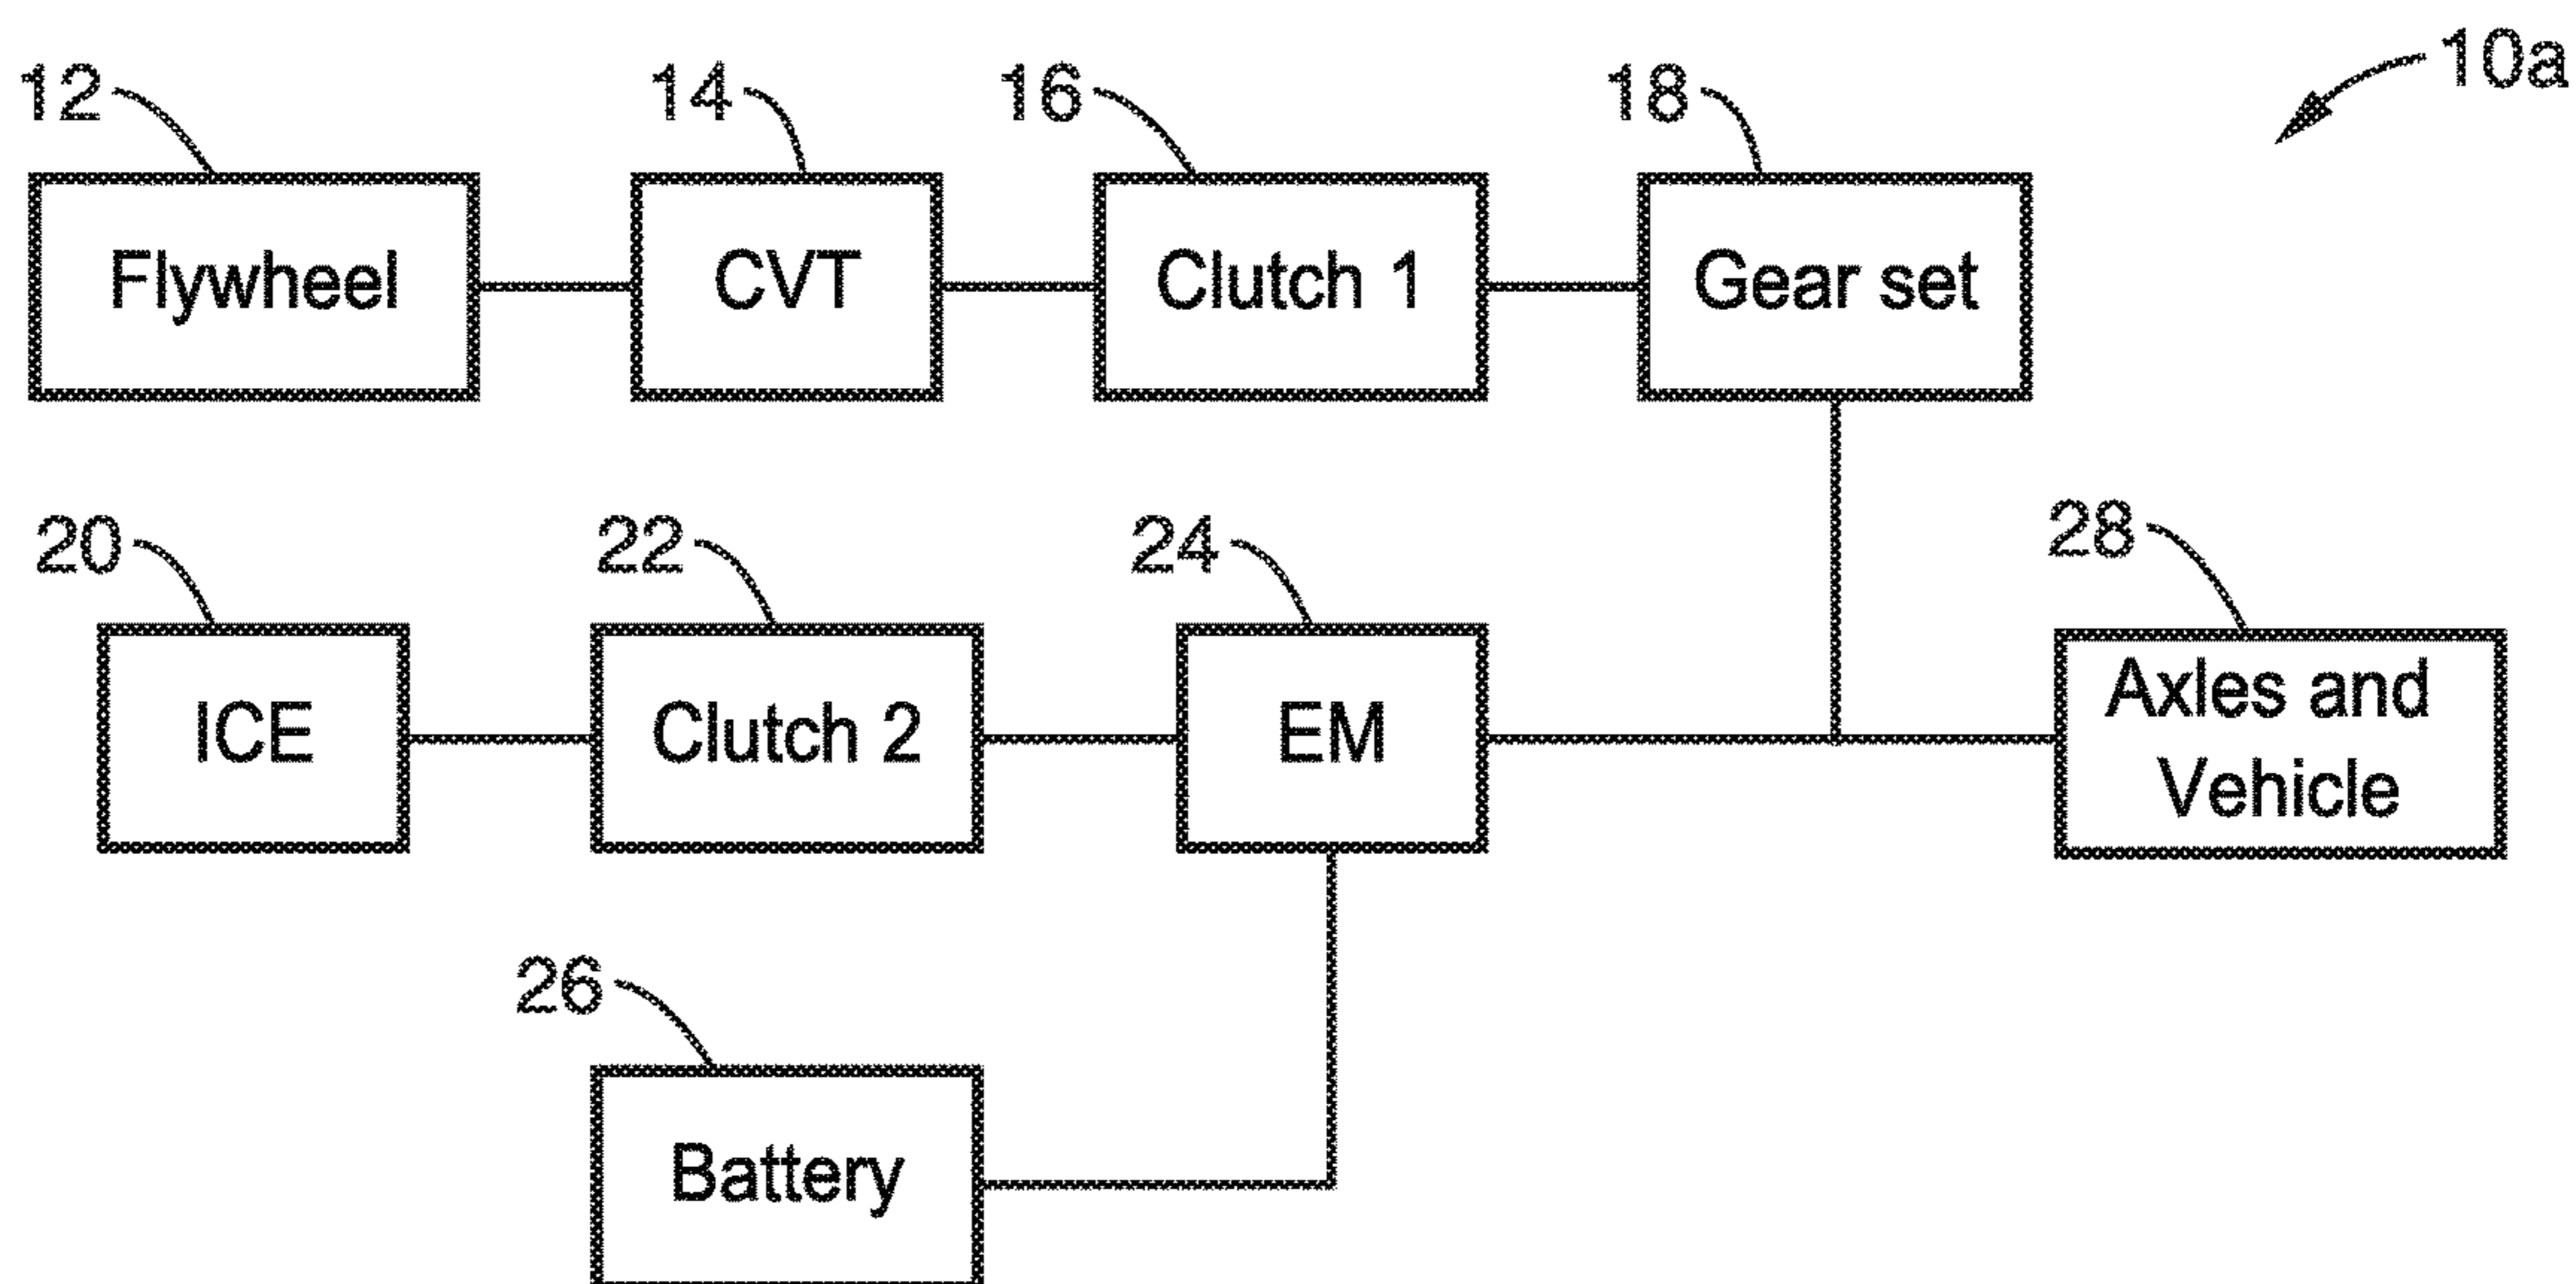 10a
12
14
16
18
Flywheel
CVT
Clutch 1
Gear set
20
22
24
28
ICE
Clutch 2
EM
Axles and
Vehicle
26
Battery